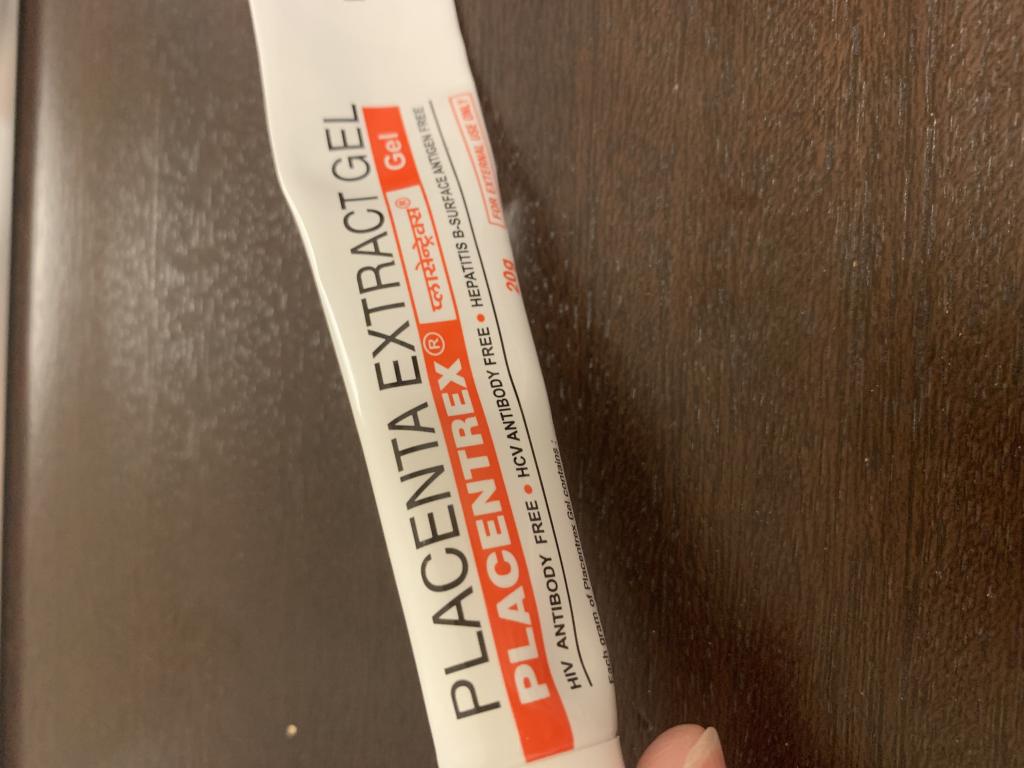 PLACENTA EXTRACT GEL
PLACENTREX® प्लासेन्ट्रेक्स® Gel
HIV ANTIBODY FREE • HCV ANTIBODY FREE • HEPATITIS B-SURFACE ANTIGEN FREE
20g FOR EXTERNAL USE ONLY
Each gram of Placentrex Gel contains :